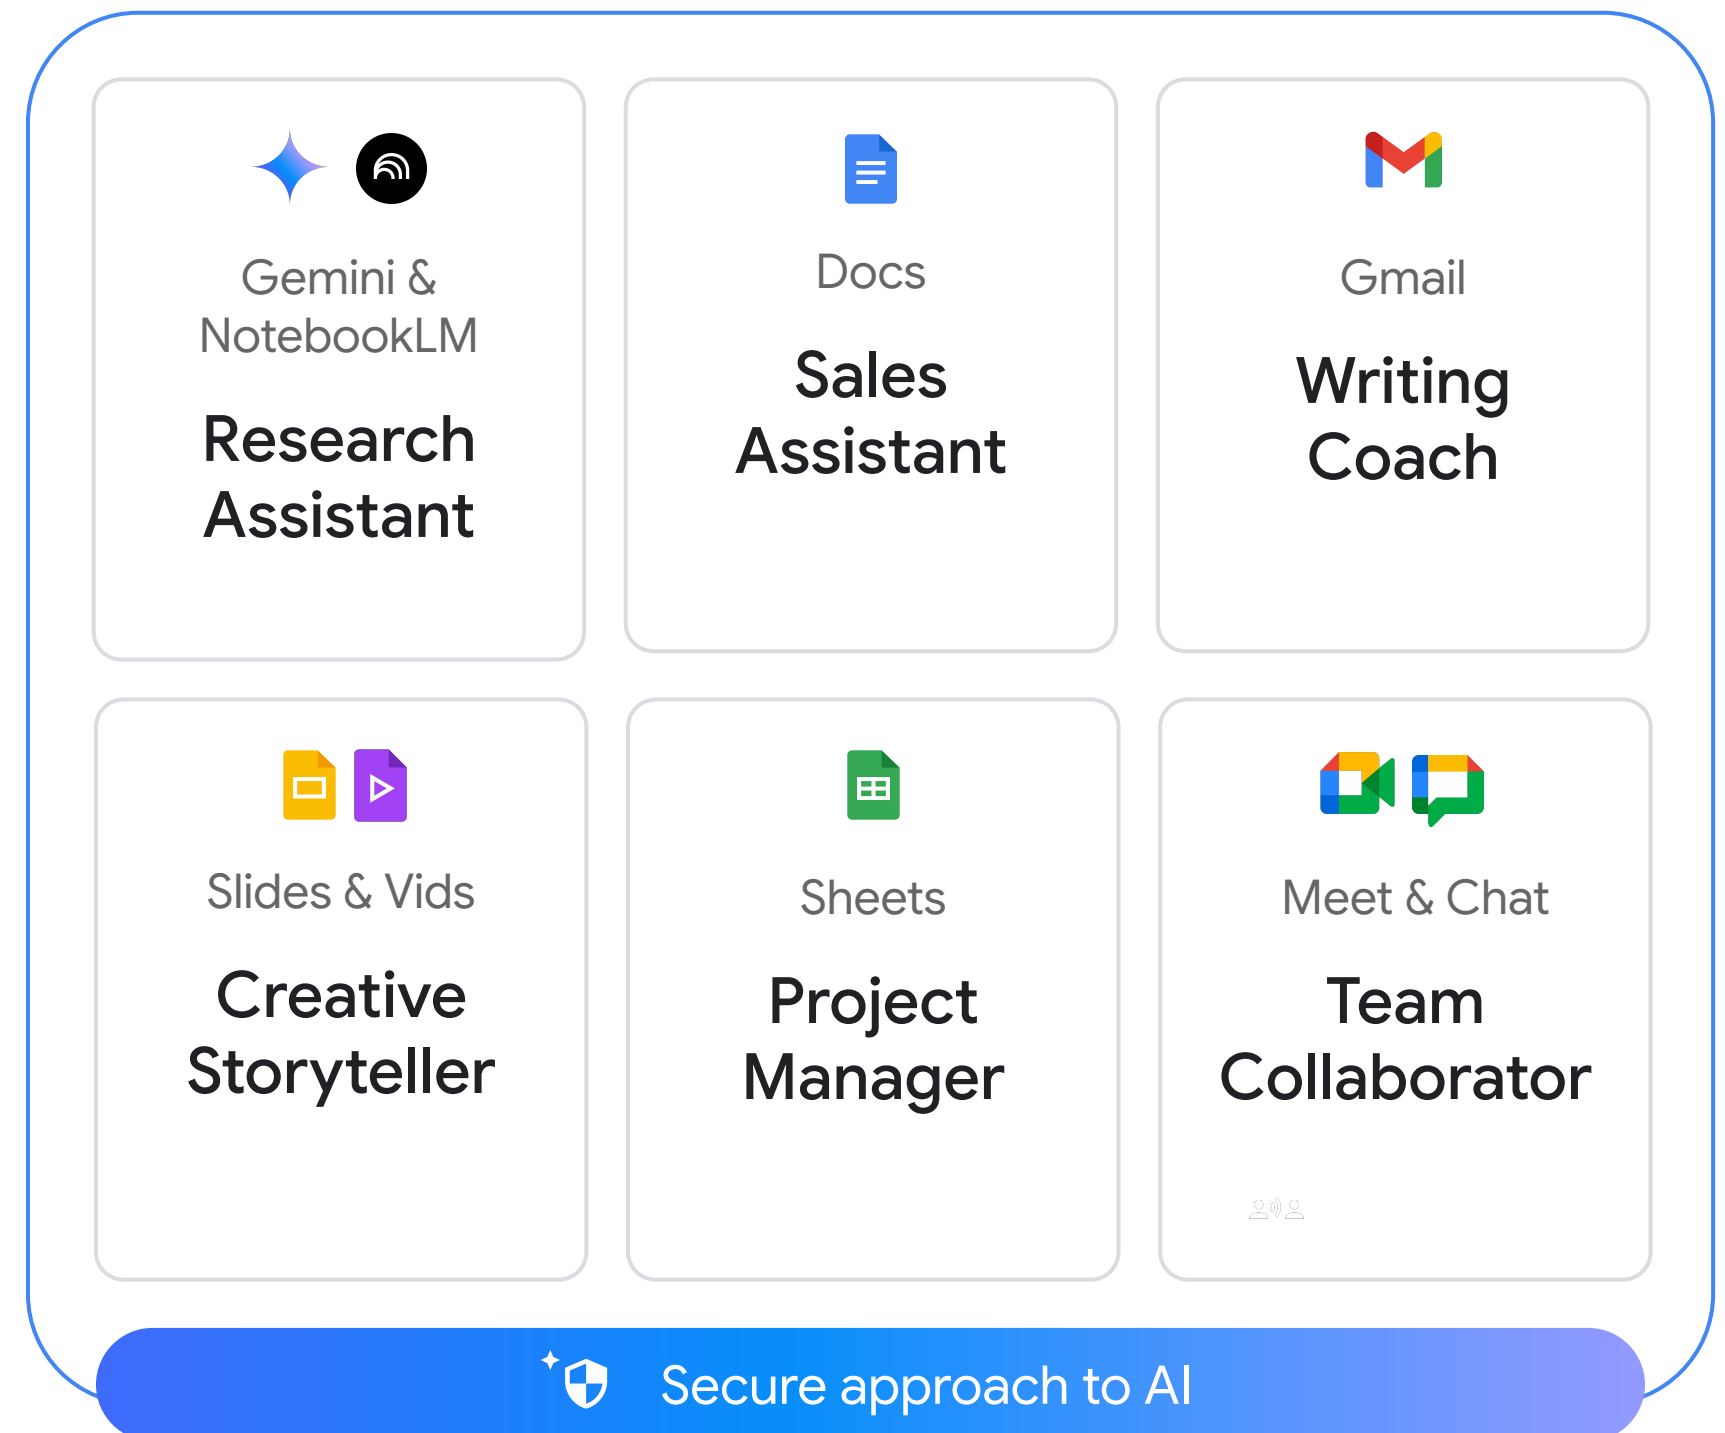 Gemini &
NotebookLM
Research
Assistant
Docs
Sales
Assistant
Gmail
Writing
Coach
Slides & Vids
Creative
Storyteller
Sheets
Project
Manager
Meet & Chat
Team
Collaborator
Secure approach to AI